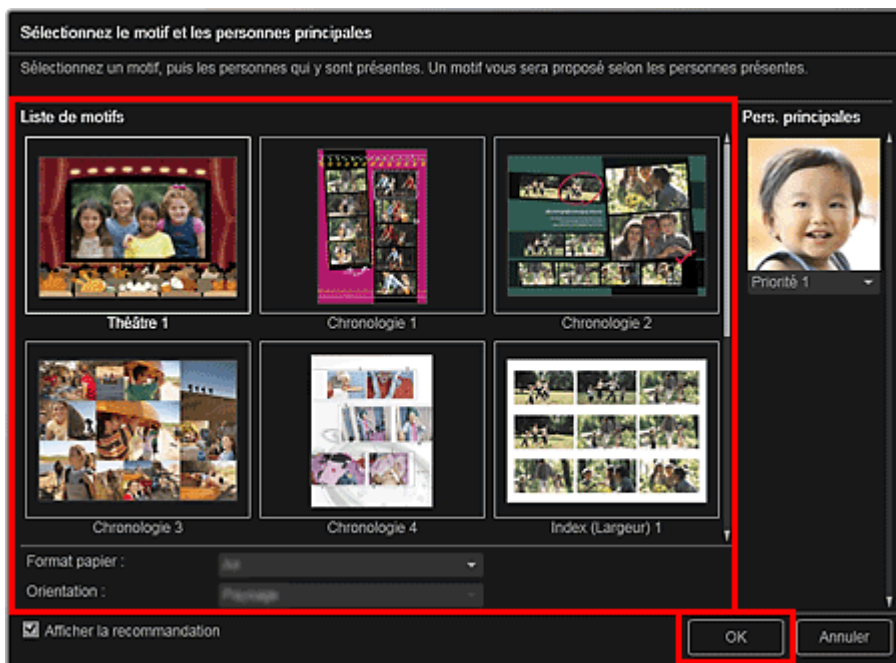 Sélectionnez le motif et les personnes principales
Sélectionnez un motif, puis les personnes qui y sont présentes. Un motif vous sera proposé selon les personnes présentes.
Liste de motifs
Pers. principales
Théâtre 1
Chronologie 1
Chronologie 2
Priorité 1
Chronologie 3
Chronologie 4
Index (Largeur) 1
Format papier :
Orientation :
Afficher la recommandation
OK
Annuler